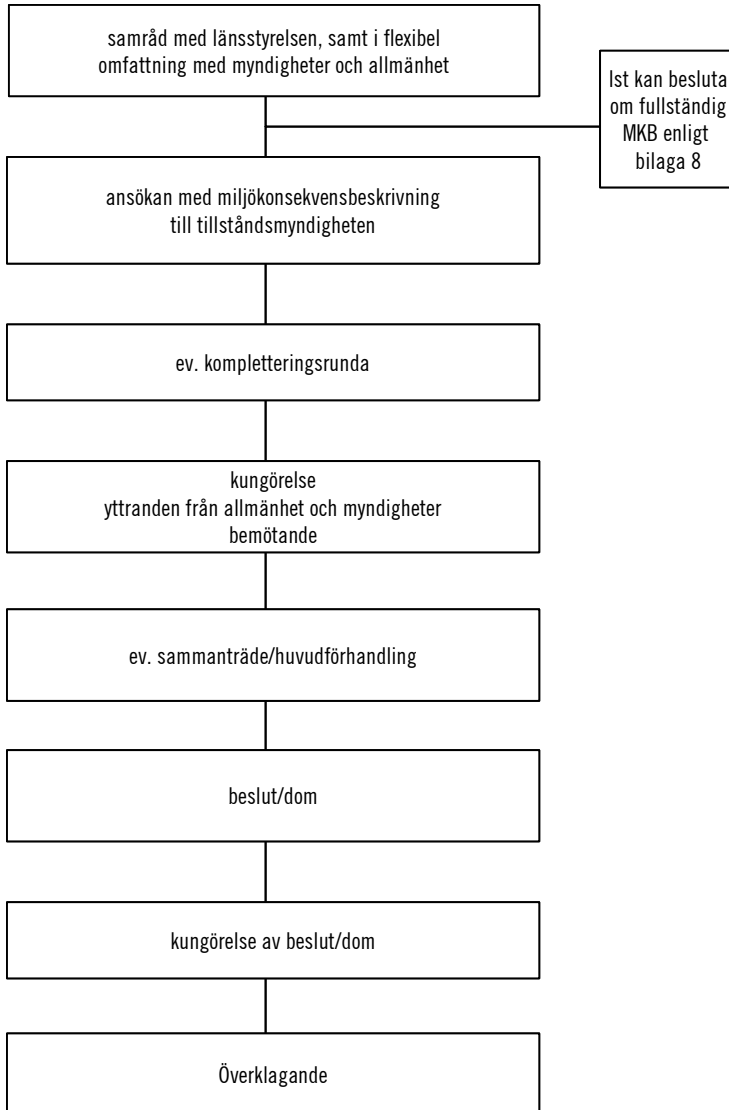 samråd med länsstyrelsen, samt i flexibel
omfattning med myndigheter och allmänhet
lst kan besluta
om fullständig
MKB enligt
bilaga 8
ansökan med miljökonsekvensbeskrivning
till tillståndsmyndigheten
ev. kompletteringsrunda
kungörelse
yttranden från allmänhet och myndigheter
bemötande
ev. sammanträde/huvudförhandling
beslut/dom
kungörelse av beslut/dom
Överklagande